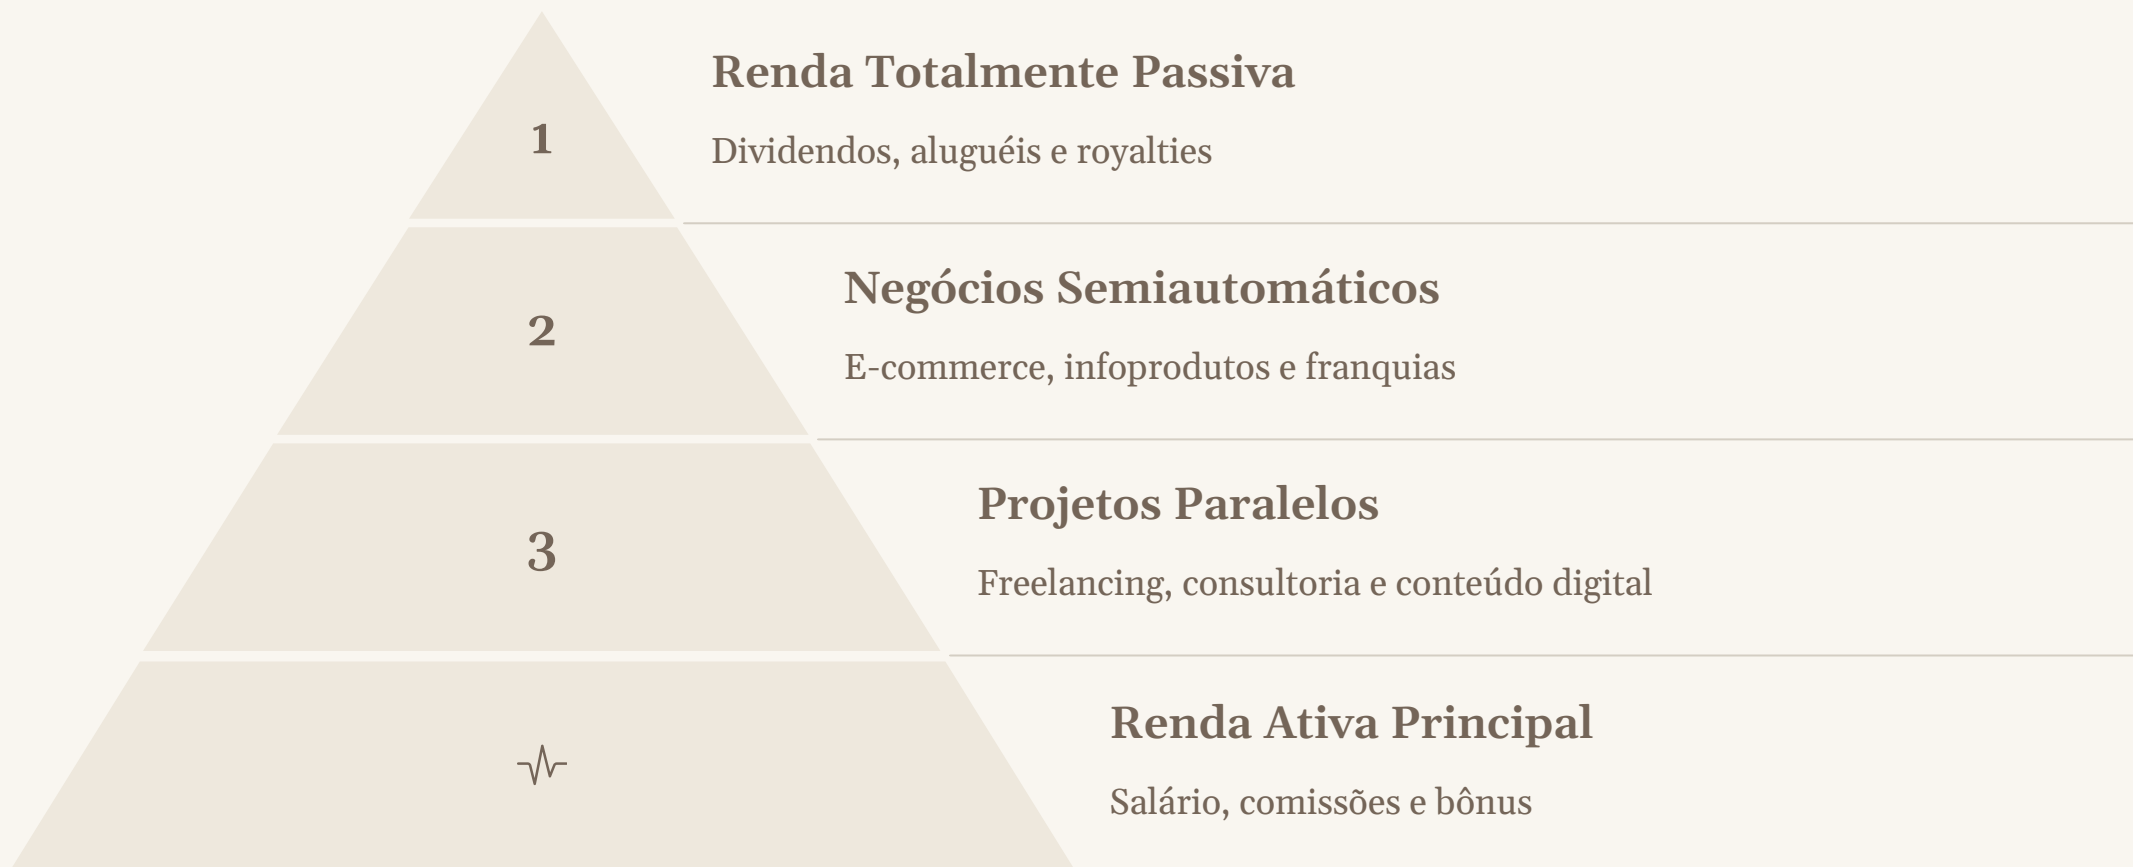 1
Renda Totalmente Passiva
Dividendos, aluguéis e royalties
2
Negócios Semiautomáticos
E-commerce, infoprodutos e franquias
3
Projetos Paralelos
Freelancing, consultoria e conteúdo digital
Renda Ativa Principal
Salário, comissões e bônus